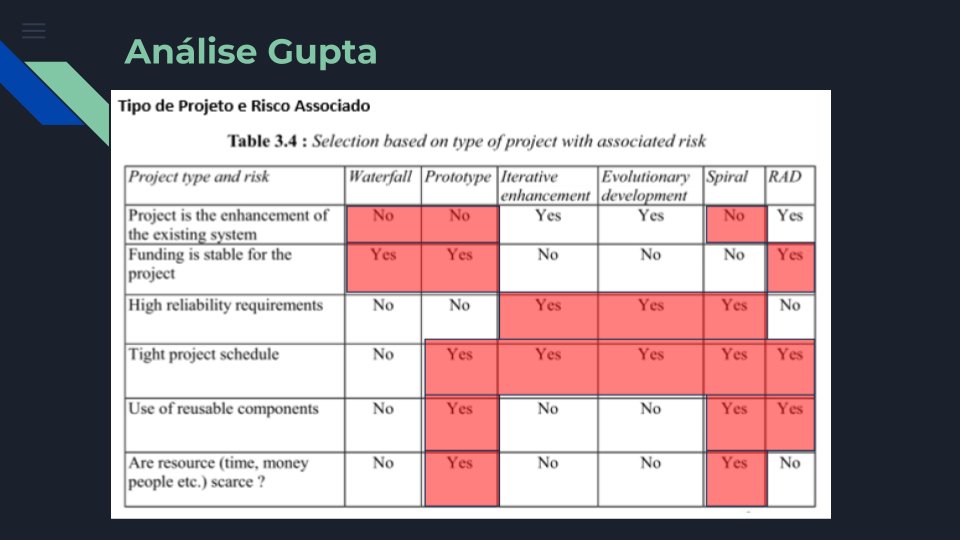 Análise Gupta
Tipo de Projeto e Risco Associado
Table 3.4 : Selection based on type of project with associated risk
Project type and risk Waterfall Prototype Iterative enhancement Evolutionary development Spiral RAD
Project is the enhancement of the existing system No No Yes Yes No Yes
Funding is stable for the project Yes Yes No No No Yes
High reliability requirements No No Yes Yes Yes No
Tight project schedule No Yes Yes Yes Yes Yes
Use of reusable components No Yes No No Yes Yes
Are resource (time, money people etc.) scarce ? No Yes No No Yes No